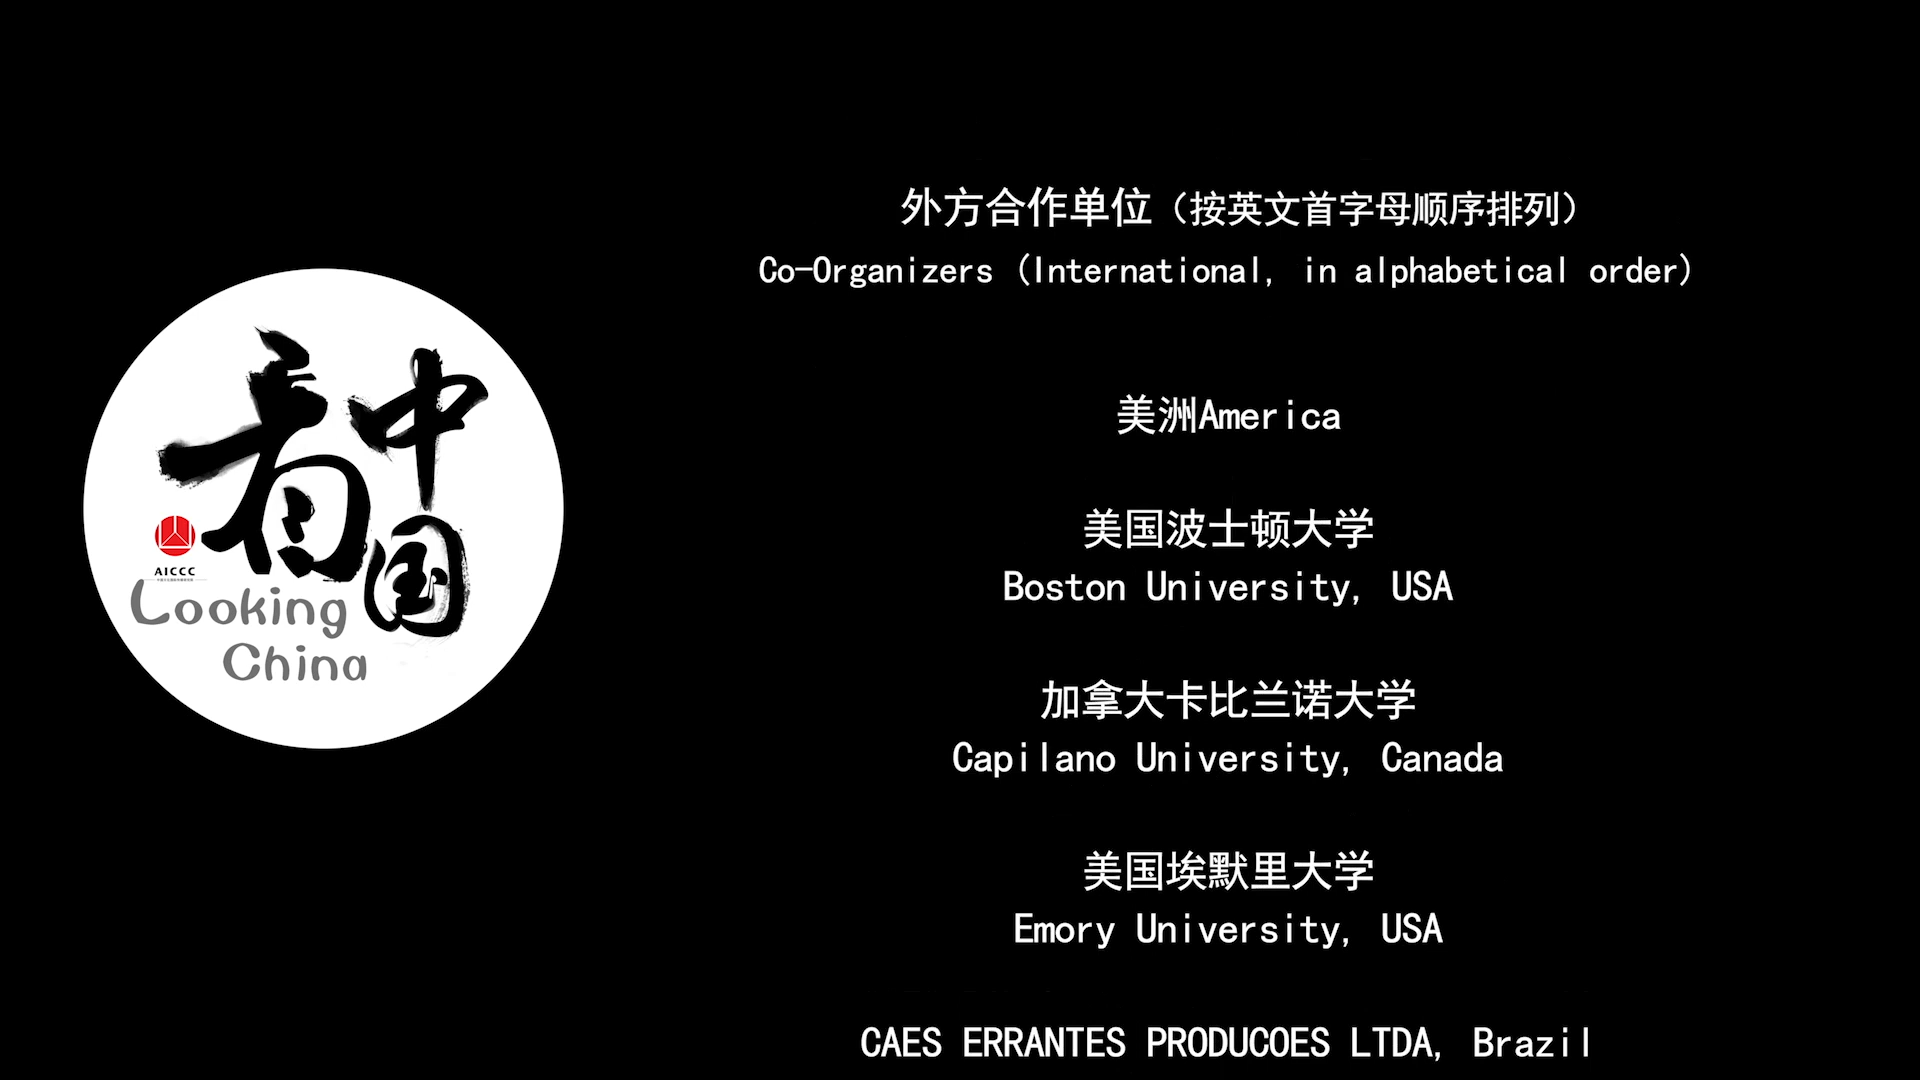 看中国
AICCC
Looking
China
外方合作单位（按英文首字母顺序排列）
Co-Organizers (International, in alphabetical order)
美洲America
美国波士顿大学
Boston University, USA
加拿大卡比兰诺大学
Capilano University, Canada
美国埃默里大学
Emory University, USA
CAES ERRANTES PRODUCOES LTDA, Brazil